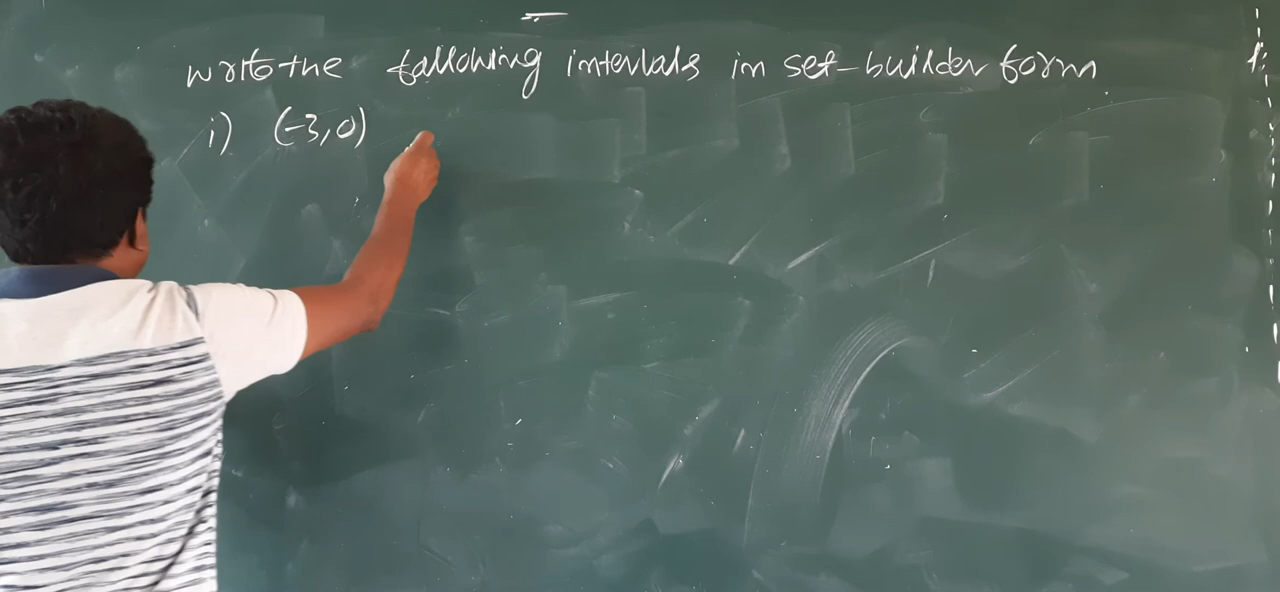 write the following intervals in set-builder form
i) (-3,0)